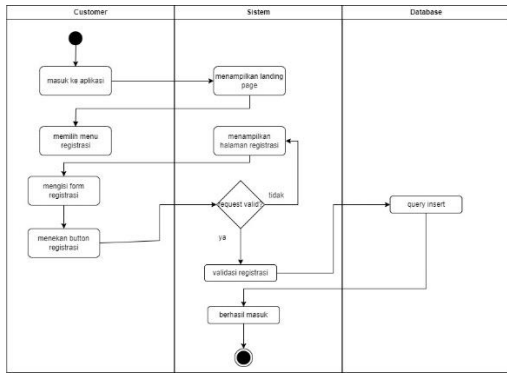 Customer
Sistem
Database
masuk ke aplikasi
menampilkan landing
page
memilih menu
registrasi
menampilkan
halaman registrasi
mengisi form
registrasi
tidak
request valid?
query insert
menekan button
registrasi
ya
validasi registrasi
berhasil masuk